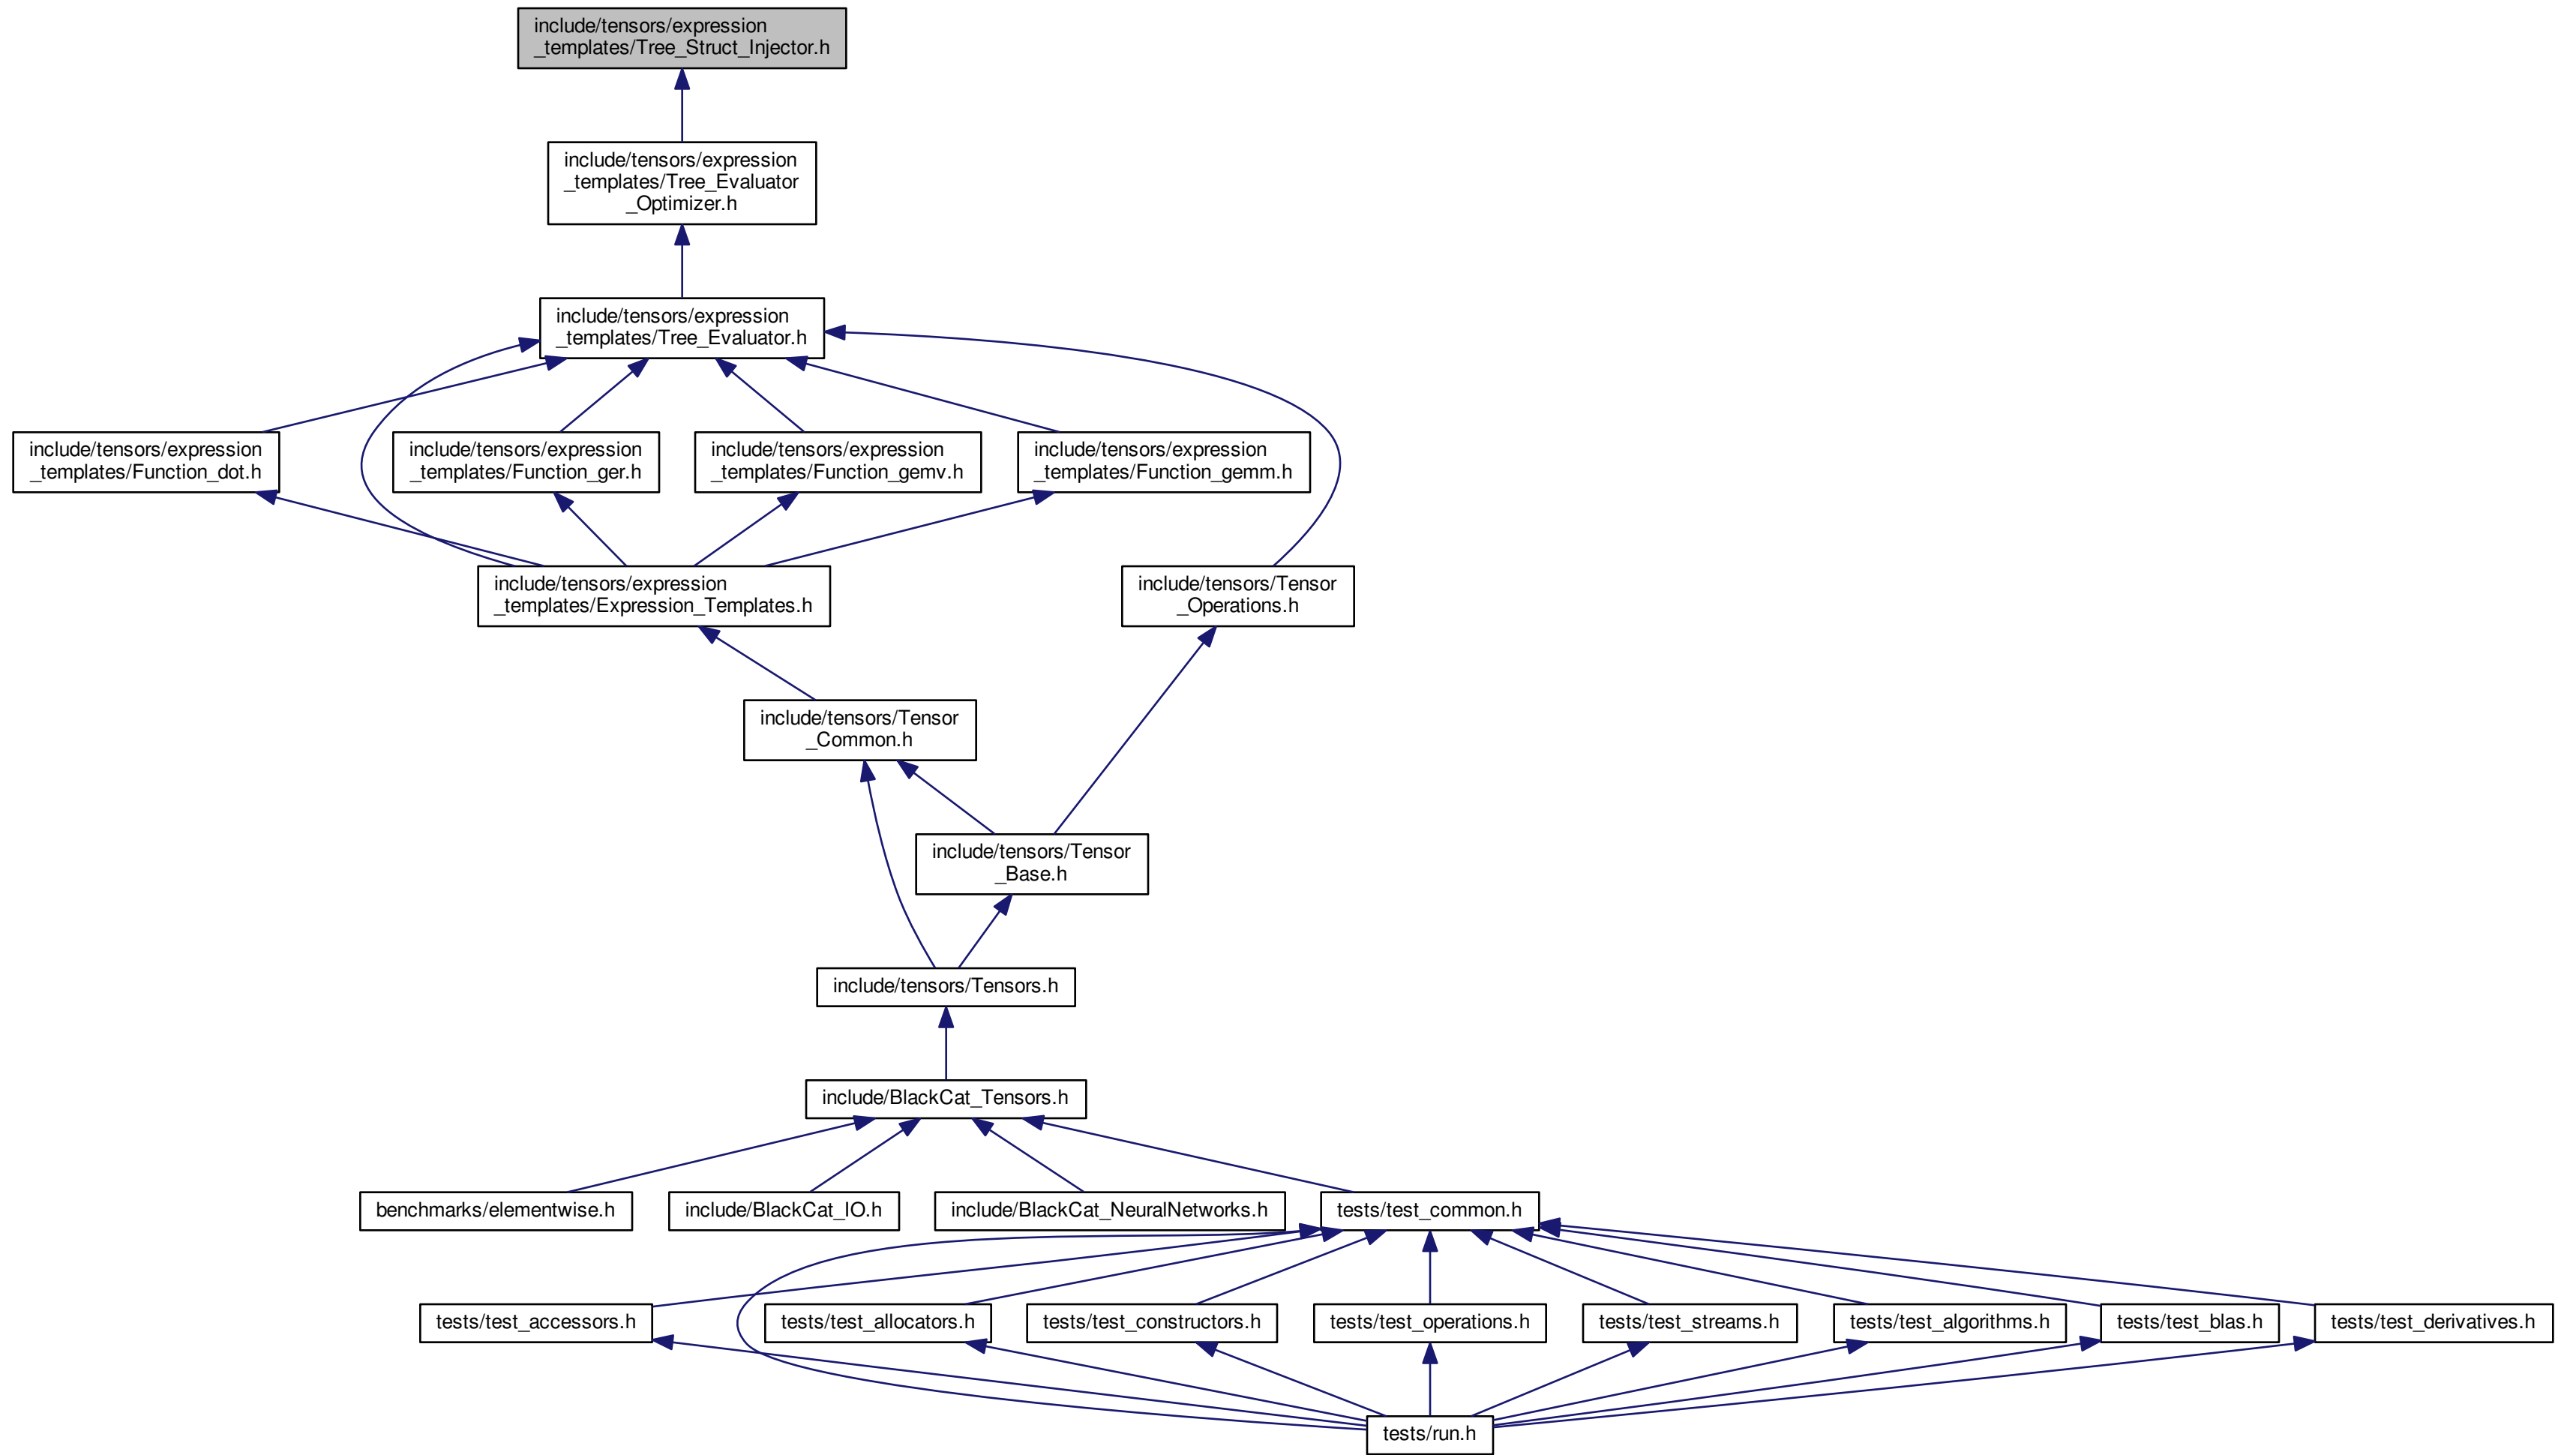 include/tensors/expression
_templates/Tree_Struct_Injector.h
include/tensors/expression
_templates/Tree_Evaluator
_Optimizer.h
include/tensors/expression
_templates/Tree_Evaluator.h
include/tensors/expression
_templates/Function_dot.h
include/tensors/expression
_templates/Function_ger.h
include/tensors/expression
_templates/Function_gemv.h
include/tensors/expression
_templates/Function_gemm.h
include/tensors/expression
_templates/Expression_Templates.h
include/tensors/Tensor
_Operations.h
include/tensors/Tensor
_Common.h
include/tensors/Tensor
_Base.h
include/tensors/Tensors.h
include/BlackCat_Tensors.h
benchmarks/elementwise.h
include/BlackCat_IO.h
include/BlackCat_NeuralNetworks.h
tests/test_common.h
tests/test_accessors.h
tests/test_allocators.h
tests/test_constructors.h
tests/test_operations.h
tests/test_streams.h
tests/test_algorithms.h
tests/test_blas.h
tests/test_derivatives.h
tests/run.h